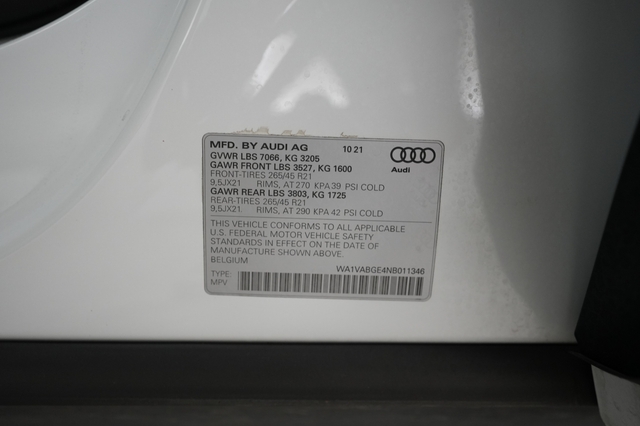 MFD. BY AUDI AG 10 21
GVWR LBS 7066, KG 3205
GAWR FRONT LBS 3527, KG 1600
FRONT-TIRES 265/45 R21
9,5JX21 RIMS, AT 270 KPA 39 PSI COLD
GAWR REAR LBS 3803, KG 1725
REAR-TIRES 265/45 R21
9,5JX21 RIMS, AT 290 KPA 42 PSI COLD
Audi
THIS VEHICLE CONFORMS TO ALL APPLICABLE
U.S. FEDERAL MOTOR VEHICLE SAFETY
STANDARDS IN EFFECT ON THE DATE OF
MANUFACTURE SHOWN ABOVE.
BELGIUM
WA1VABGE4NB011346
TYPE:
MPV